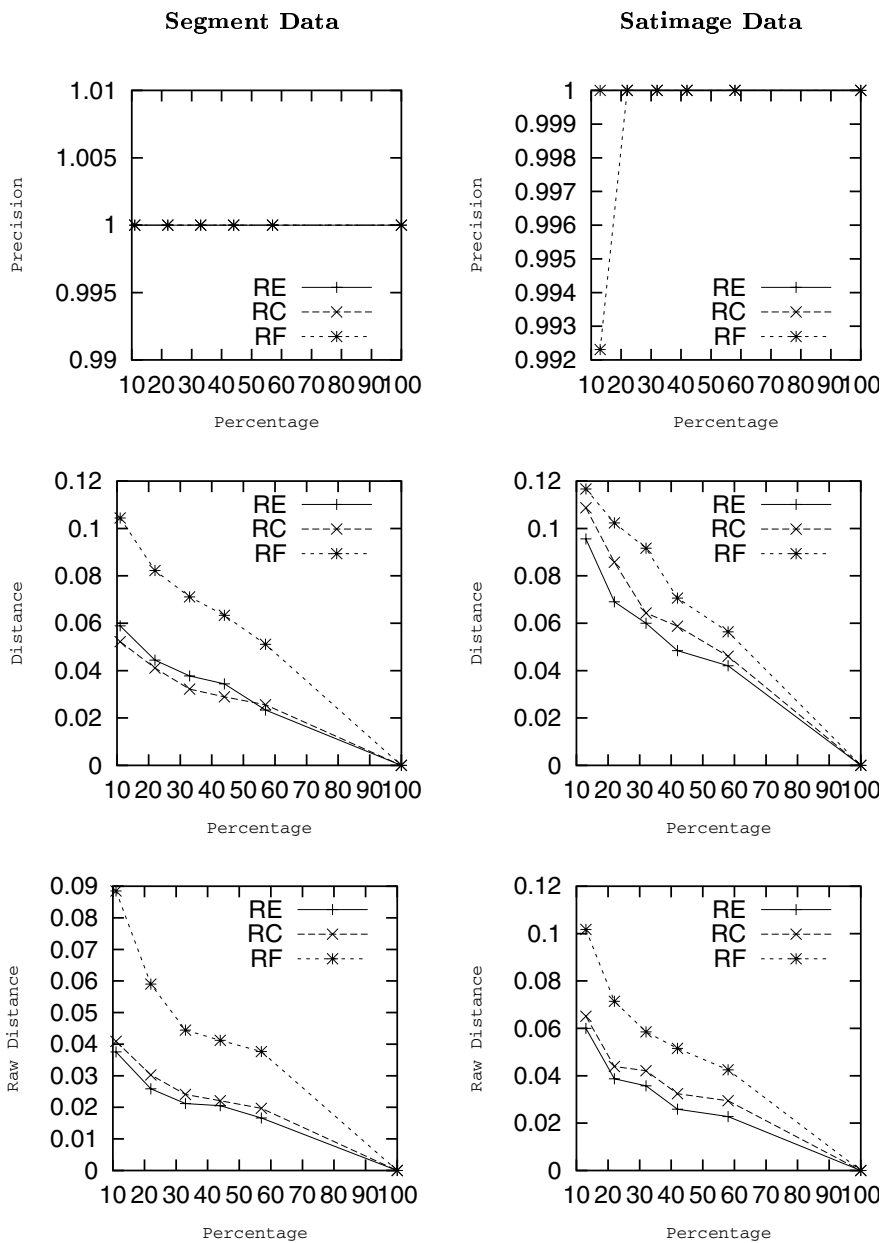 Segment Data
Satimage Data
1.01
1.005
1
0.995
0.99
Precision
RE
RC
RF
10 20 30 40 50 60 70 80 90 100
Percentage
1
0.999
0.998
0.997
0.996
0.995
0.994
0.993
0.992
Precision
RE
RC
RF
10 20 30 40 50 60 70 80 90 100
Percentage
0.12
0.1
0.08
0.06
0.04
0.02
0
Distance
RE
RC
RF
10 20 30 40 50 60 70 80 90 100
Percentage
0.12
0.1
0.08
0.06
0.04
0.02
0
Distance
RE
RC
RF
10 20 30 40 50 60 70 80 90 100
Percentage
0.09
0.08
0.07
0.06
0.05
0.04
0.03
0.02
0.01
0
Raw Distance
RE
RC
RF
10 20 30 40 50 60 70 80 90 100
Percentage
0.12
0.1
0.08
0.06
0.04
0.02
0
Raw Distance
RE
RC
RF
10 20 30 40 50 60 70 80 90 100
Percentage